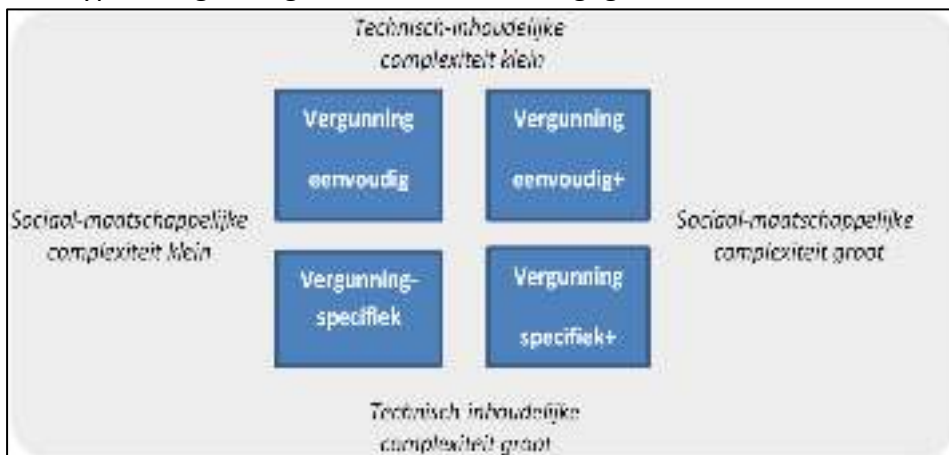 Technisch-inhoudelijke
complexiteit klein
Vergunning
eenvoudig
Vergunning
eenvoudig+
Sociaal-maatschappelijke
complexiteit klein
Sociaal-maatschappelijke
complexiteit groot
Vergunning-
specifiek
Vergunning
specifiek+
Technisch inhoudelijke
complexiteit groot